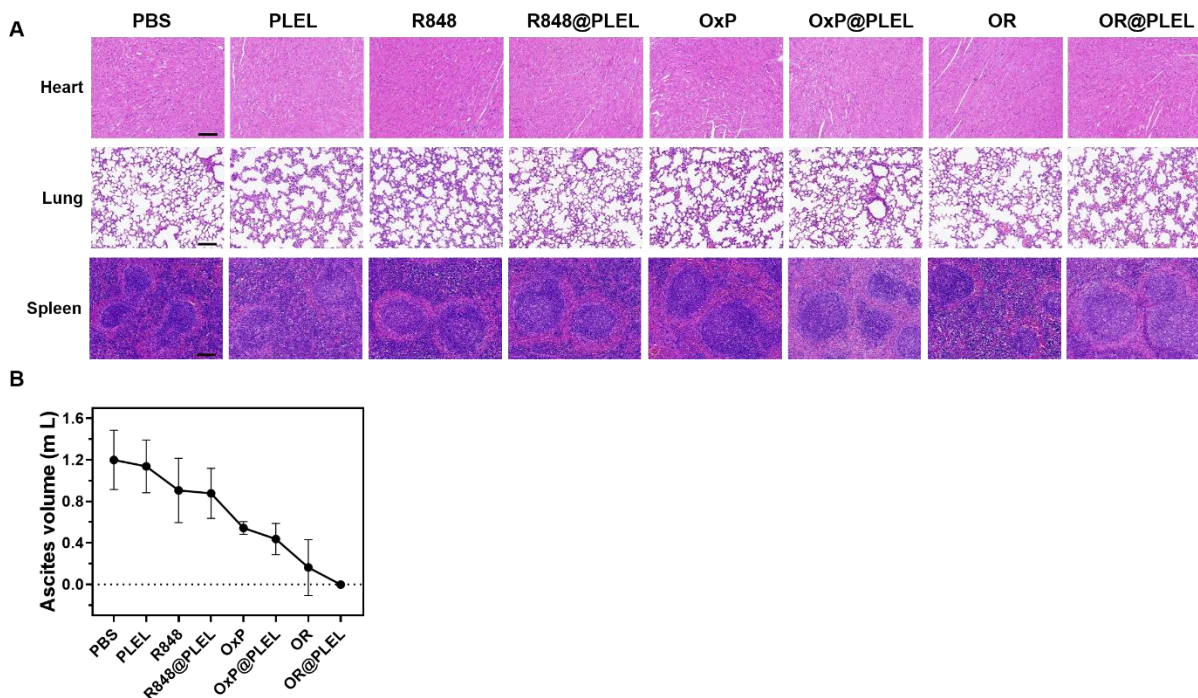 A
PBS PLEL R848 R848@PLEL OxP OxP@PLEL OR OR@PLEL
Heart
Lung
Spleen
B
Ascites volume (m L)
1.6
1.2
0.8
0.4
0.0
PBS PLEL R848 R848@PLEL OxP OxP@PLEL OR OR@PLEL